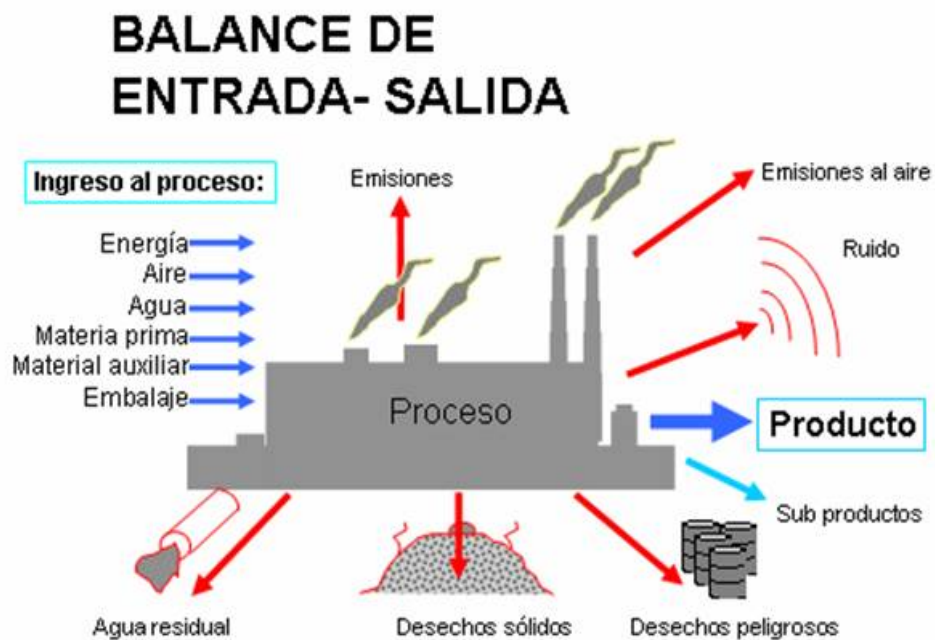 BALANCE DE
ENTRADA- SALIDA
Ingreso al proceso:
Emisiones
Emisiones al aire
Energía
Aire
Agua
Materia prima
Material auxiliar
Embalaje
Ruido
Proceso
Producto
Sub productos
Agua residual
Desechos sólidos
Desechos peligrosos